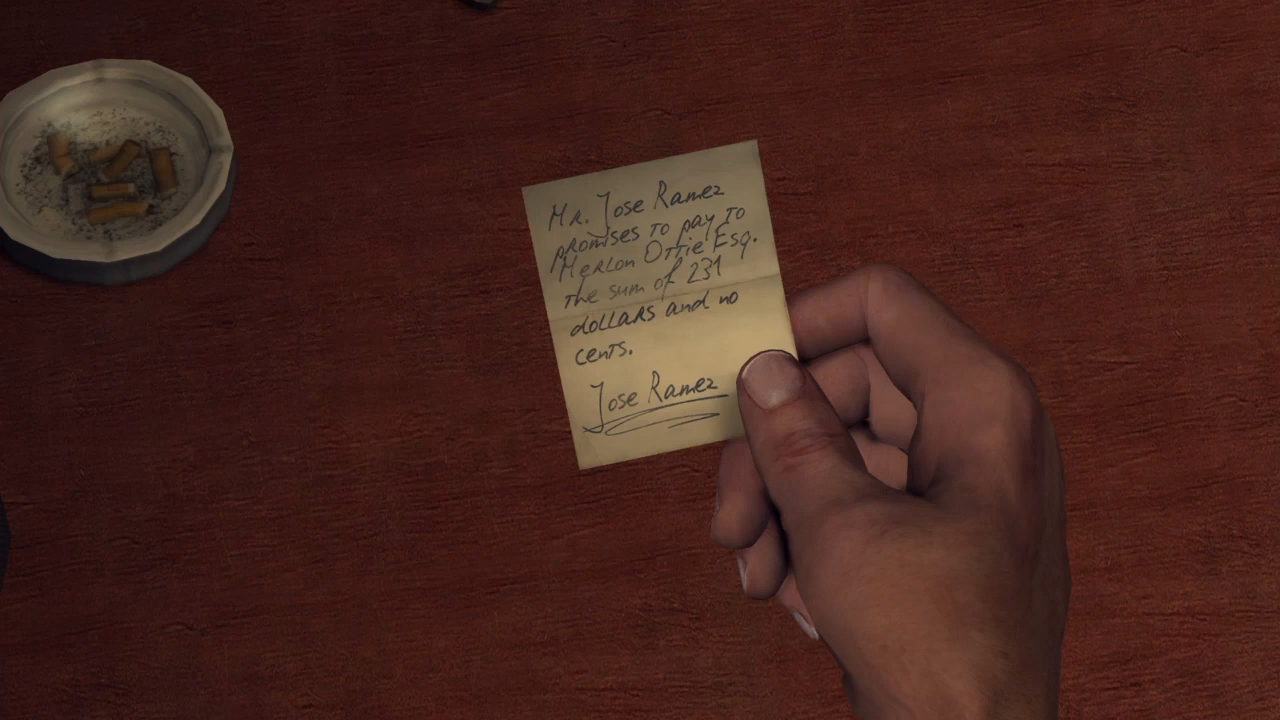 Mr. Jose Ramez
promises to pay to
Merlon Ottie Esq.
the sum of 231
dollars and no
cents.
Jose Ramez